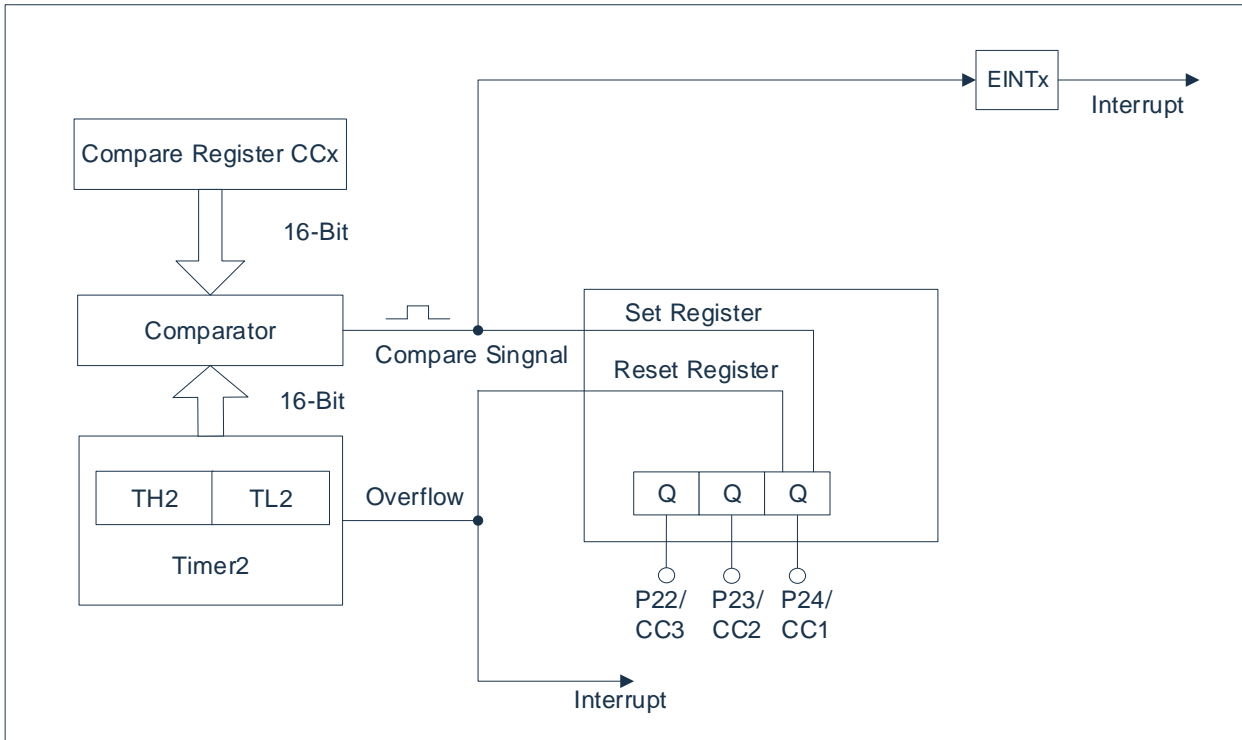 EINTx
Interrupt
Compare Register CCx
16-Bit
Set Register
Comparator
Compare Singnal
Reset Register
16-Bit
TH2
TL2
Overflow
Q
Q
Q
Timer2
P22/
CC3
P23/
CC2
P24/
CC1
Interrupt